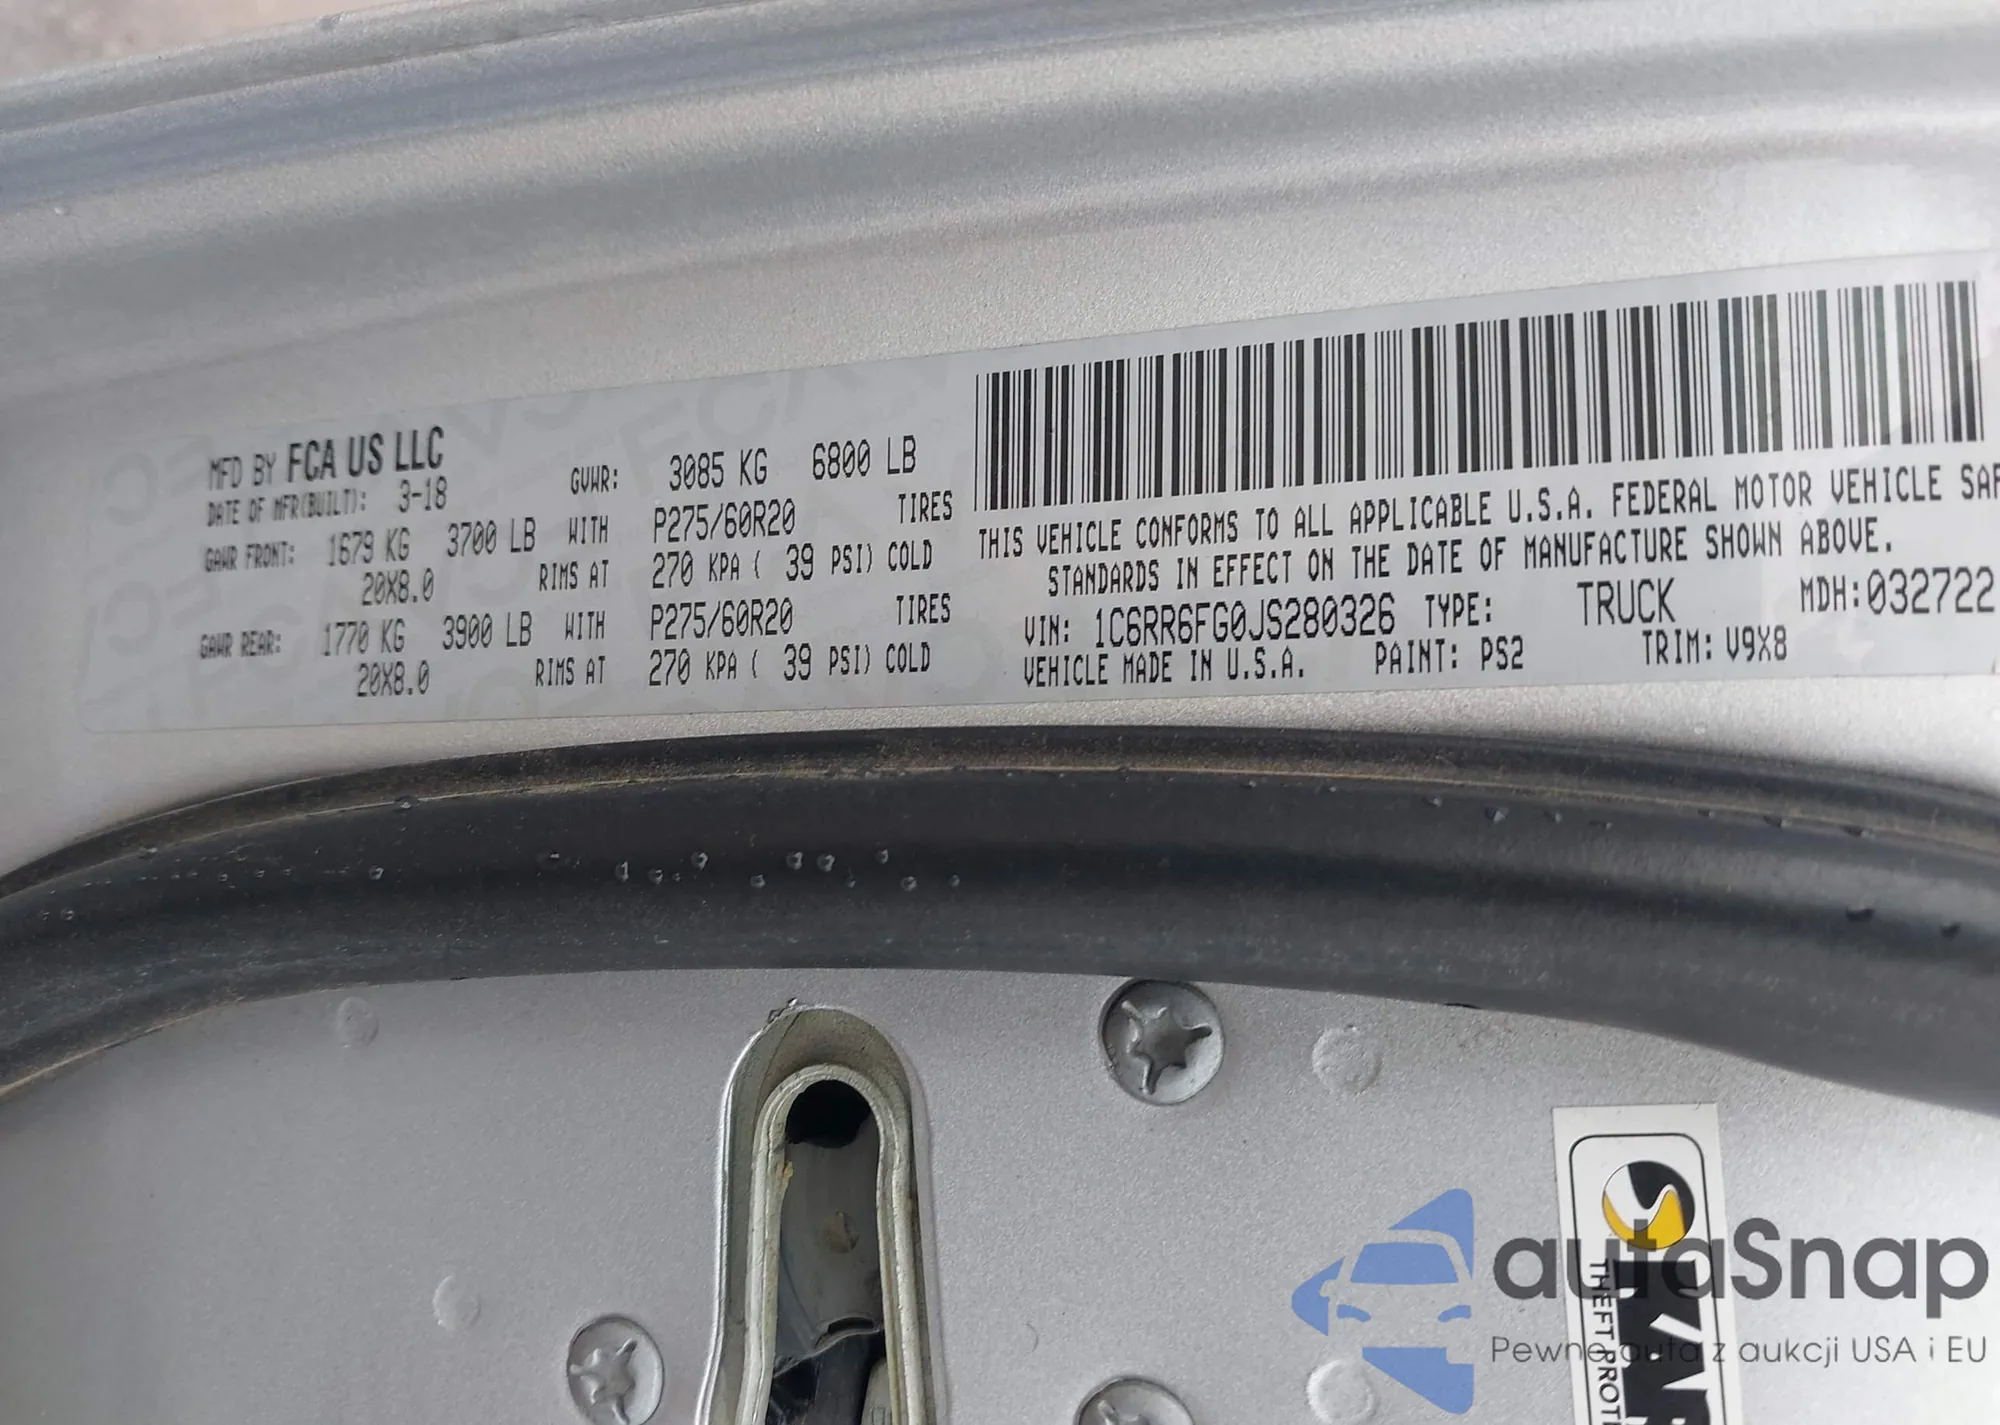 MFD BY FCA US LLC
DATE OF MFR(BUILT): 3-18
GVWR: 3085 KG 6800 LB
GAWR FRONT: 1679 KG 3700 LB WITH P275/60R20 TIRES
20X8.0 RIMS AT 270 KPA ( 39 PSI) COLD
GAWR REAR: 1770 KG 3900 LB WITH P275/60R20 TIRES
20X8.0 RIMS AT 270 KPA ( 39 PSI) COLD
THIS VEHICLE CONFORMS TO ALL APPLICABLE U.S.A. FEDERAL MOTOR VEHICLE SAF
STANDARDS IN EFFECT ON THE DATE OF MANUFACTURE SHOWN ABOVE.
VIN: 1C6RR6FG0JS280326 TYPE: TRUCK MDH:032722
VEHICLE MADE IN U.S.A. PAINT: PS2 TRIM: V9X8
autaSnap
Pewne auta z aukcji USA i EU
THEFT PROT